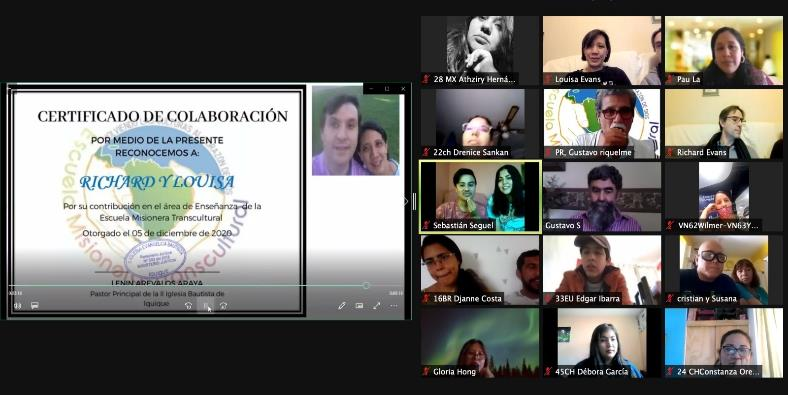 CERTIFICADO DE COLABORACIÓN
POR MEDIO DE LA PRESENTE
RECONOCEMOS A:
RICHARD Y LOUISA
Por su contribución en el área de Enseñanza de la
Escuela Misionera Transcultural
Otorgado el 05 de diciembre de 2020
LENIN AREVALOS ARAYA
Pastor Principal de la II Iglesia Bautista de
Iquique
28 MX Athziry Herná...
Louisa Evans
Pau La
22ch Drenice Sankan
PR, Gustavo riquelme
Richard Evans
Sebastián Seguel
Gustavo S
VN62Wilmer-VN63Y...
16BR Djanne Costa
33EU Edgar Ibarra
cristian y Susana
Gloria Hong
45CH Débora García
24 CHConstanza Ore...